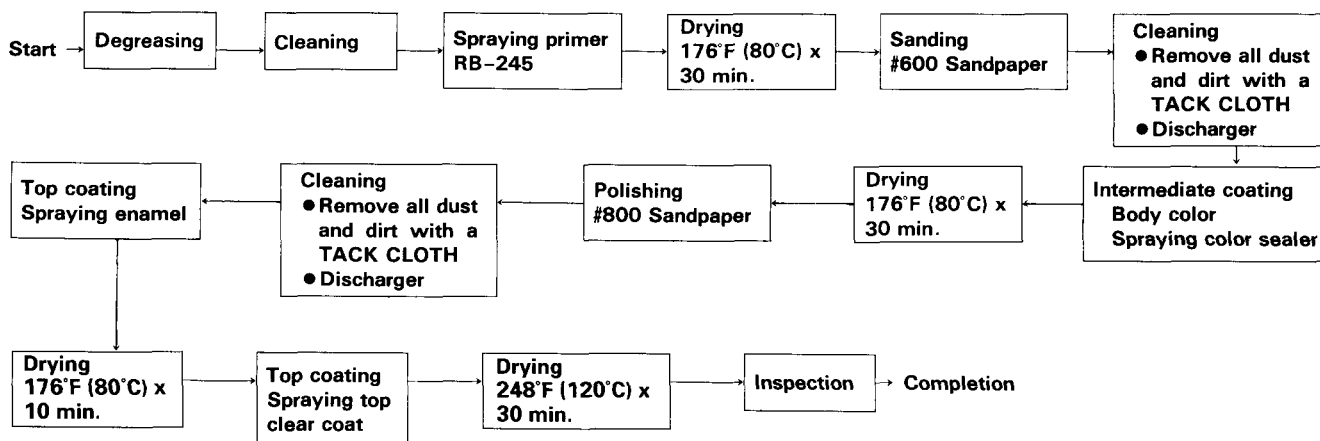 Start
Degreasing
Cleaning
Spraying primer
RB-245
Drying
176°F (80°C) x
30 min.
Sanding
#600 Sandpaper
Cleaning
● Remove all dust
and dirt with a
TACK CLOTH
● Discharger
Intermediate coating
Body color
Spraying color sealer
Drying
176°F (80°C) x
30 min.
Polishing
#800 Sandpaper
Cleaning
● Remove all dust
and dirt with a
TACK CLOTH
● Discharger
Top coating
Spraying enamel
Drying
176°F (80°C) x
10 min.
Top coating
Spraying top
clear coat
Drying
248°F (120°C) x
30 min.
Inspection
Completion